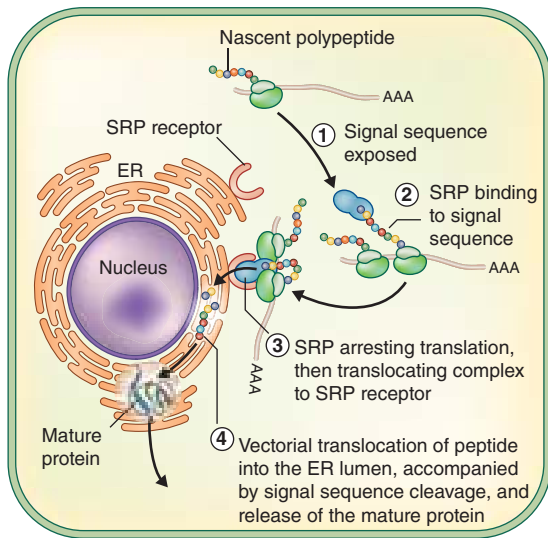 Nascent polypeptide
AAA
SRP receptor
1 Signal sequence
exposed
ER
2 SRP binding
to signal
sequence
Nucleus
AAA
3 SRP arresting translation,
then translocating complex
to SRP receptor
AAA
Mature
protein
4 Vectorial translocation of peptide
into the ER lumen, accompanied
by signal sequence cleavage, and
release of the mature protein